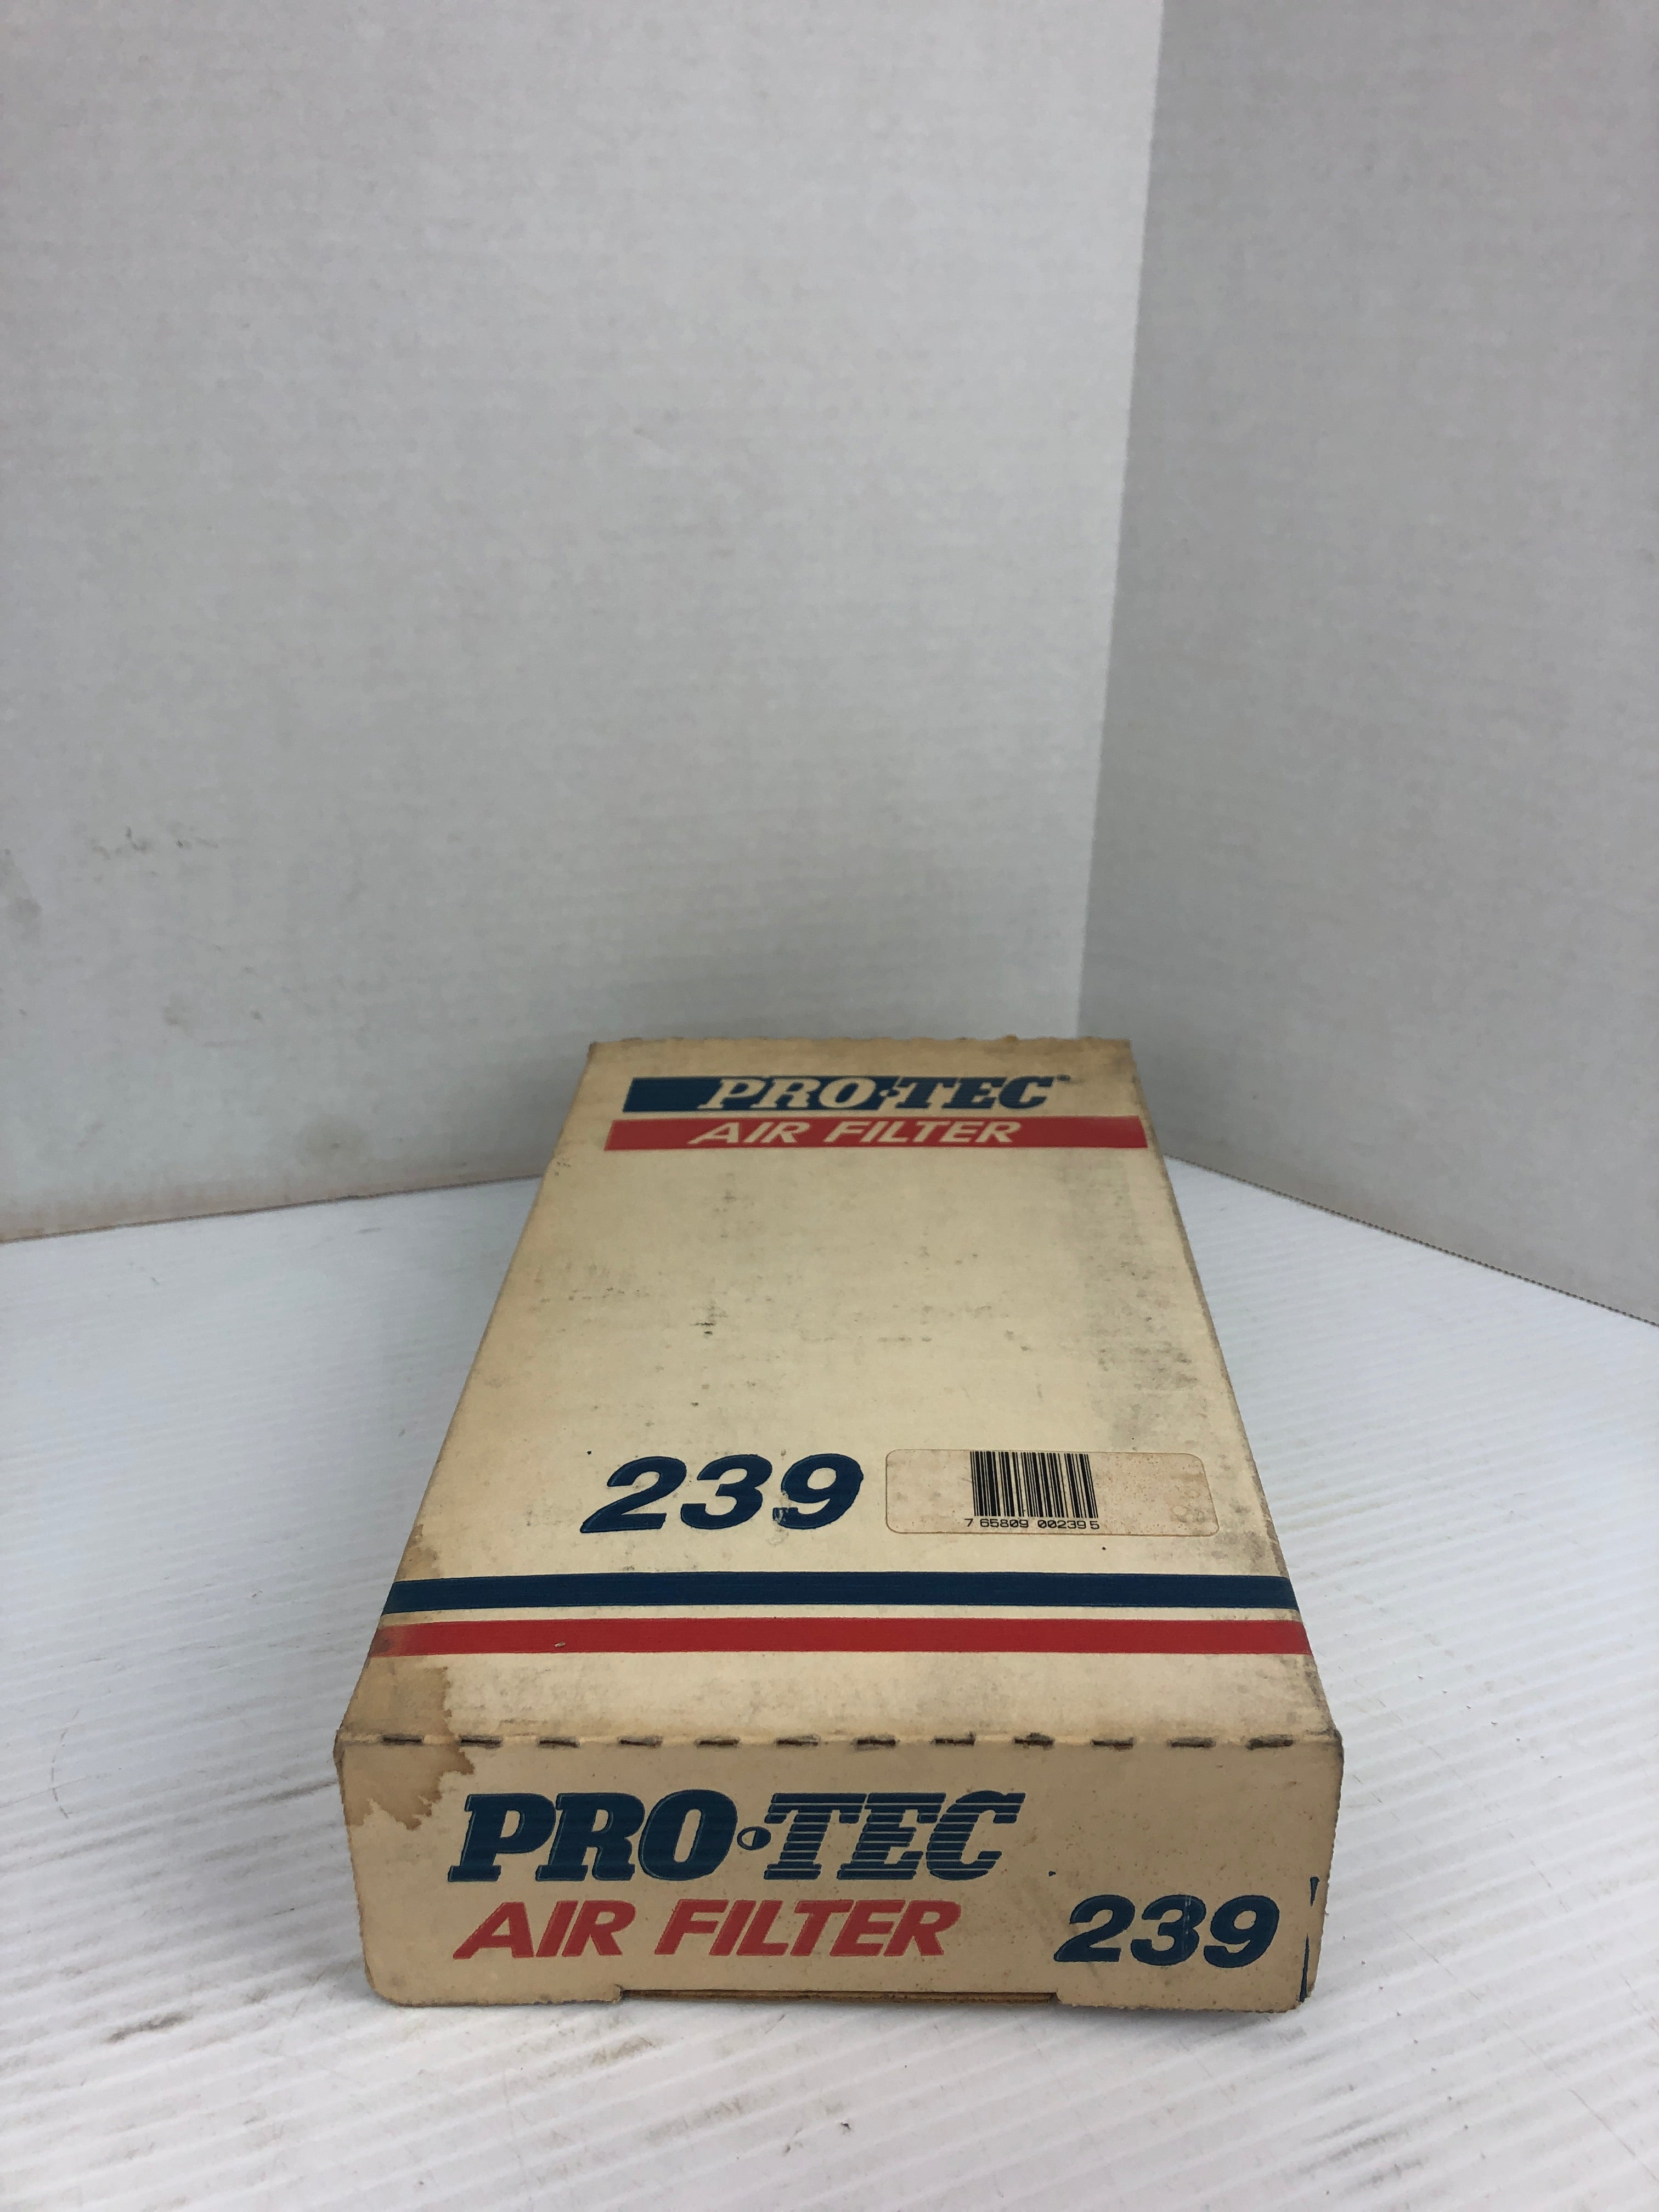 PRO•TEC®
AIR FILTER
239
7 65809 00239 5
PRO•TEC
AIR FILTER
239